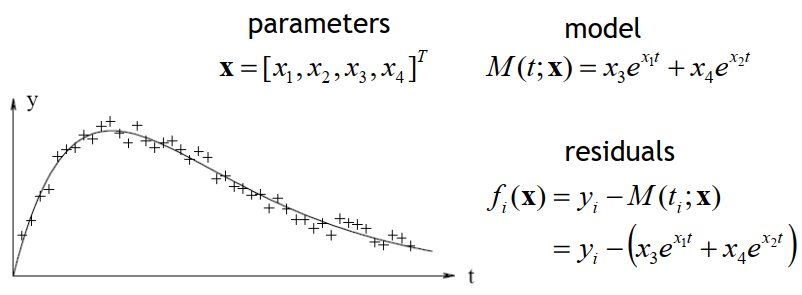 parameters
x = [x₁, x₂, x₃, x₄]ᵀ
model
M(t; x) = x₃e^{x₁t} + x₄e^{x₂t}
y
t
residuals
fᵢ(x) = yᵢ − M(tᵢ; x)
= yᵢ − (x₃e^{x₁t} + x₄e^{x₂t})